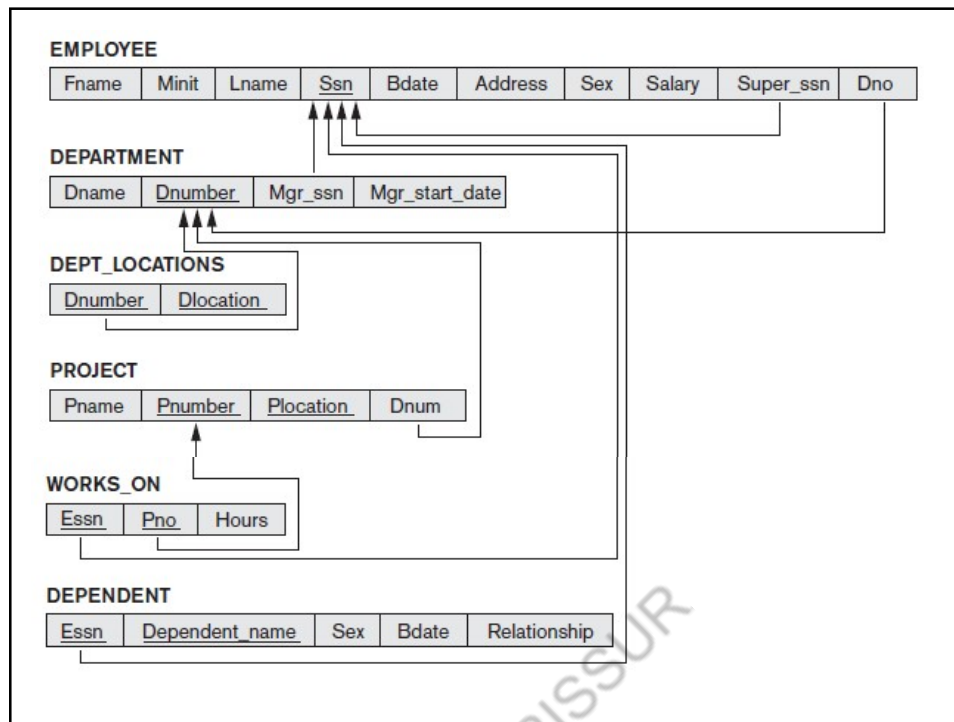 EMPLOYEE
Fname Minit Lname Ssn Bdate Address Sex Salary Super_ssn Dno
DEPARTMENT
Dname Dnumber Mgr_ssn Mgr_start_date
DEPT_LOCATIONS
Dnumber Dlocation
PROJECT
Pname Pnumber Plocation Dnum
WORKS_ON
Essn Pno Hours
DEPENDENT
Essn Dependent_name Sex Bdate Relationship